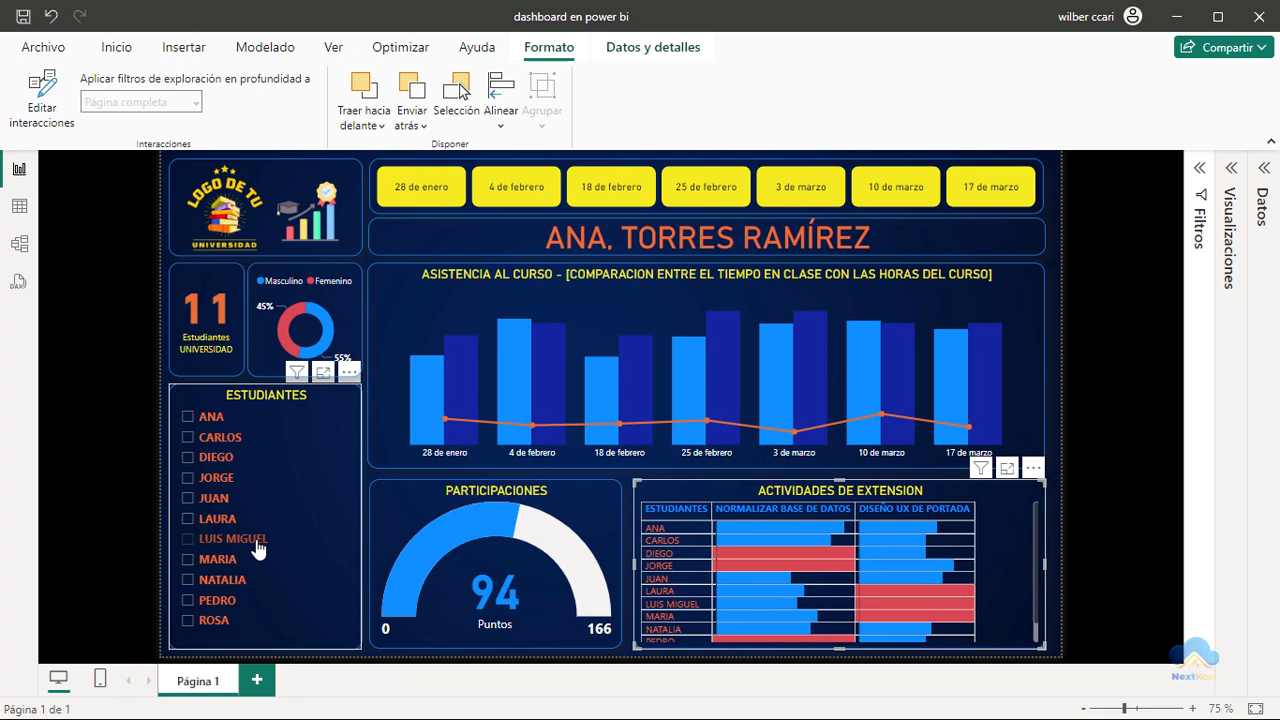 dashboard en power bi
wilber ccari
Archivo Inicio Insertar Modelado Ver Optimizar Ayuda Formato Datos y detalles
Compartir
Editar interacciones
Aplicar filtros de exploración en profundidad a
Página completa
Traer hacia delante
Enviar atrás
Selección
Alinear
Agrupar
Interacciones
Disponer
LOGO DE TU
UNIVERSIDAD
28 de enero 4 de febrero 18 de febrero 25 de febrero 3 de marzo 10 de marzo 17 de marzo
ANA, TORRES RAMÍREZ
11
Estudiantes
UNIVERSIDAD
Masculino Femenino
45%
55%
ASISTENCIA AL CURSO - [COMPARACION ENTRE EL TIEMPO EN CLASE CON LAS HORAS DEL CURSO]
28 de enero 4 de febrero 18 de febrero 25 de febrero 3 de marzo 10 de marzo 17 de marzo
ESTUDIANTES
ANA
CARLOS
DIEGO
JORGE
JUAN
LAURA
LUIS MIGUEL
MARIA
NATALIA
PEDRO
ROSA
PARTICIPACIONES
94
Puntos
0
166
ACTIVIDADES DE EXTENSION
ESTUDIANTES NORMALIZAR BASE DE DATOS DISEÑO UX DE PORTADA
ANA
CARLOS
DIEGO
JORGE
JUAN
LAURA
LUIS MIGUEL
MARIA
NATALIA
PEDRO
Filtros
Visualizaciones
Datos
Página 1
Página 1 de 1
75 %